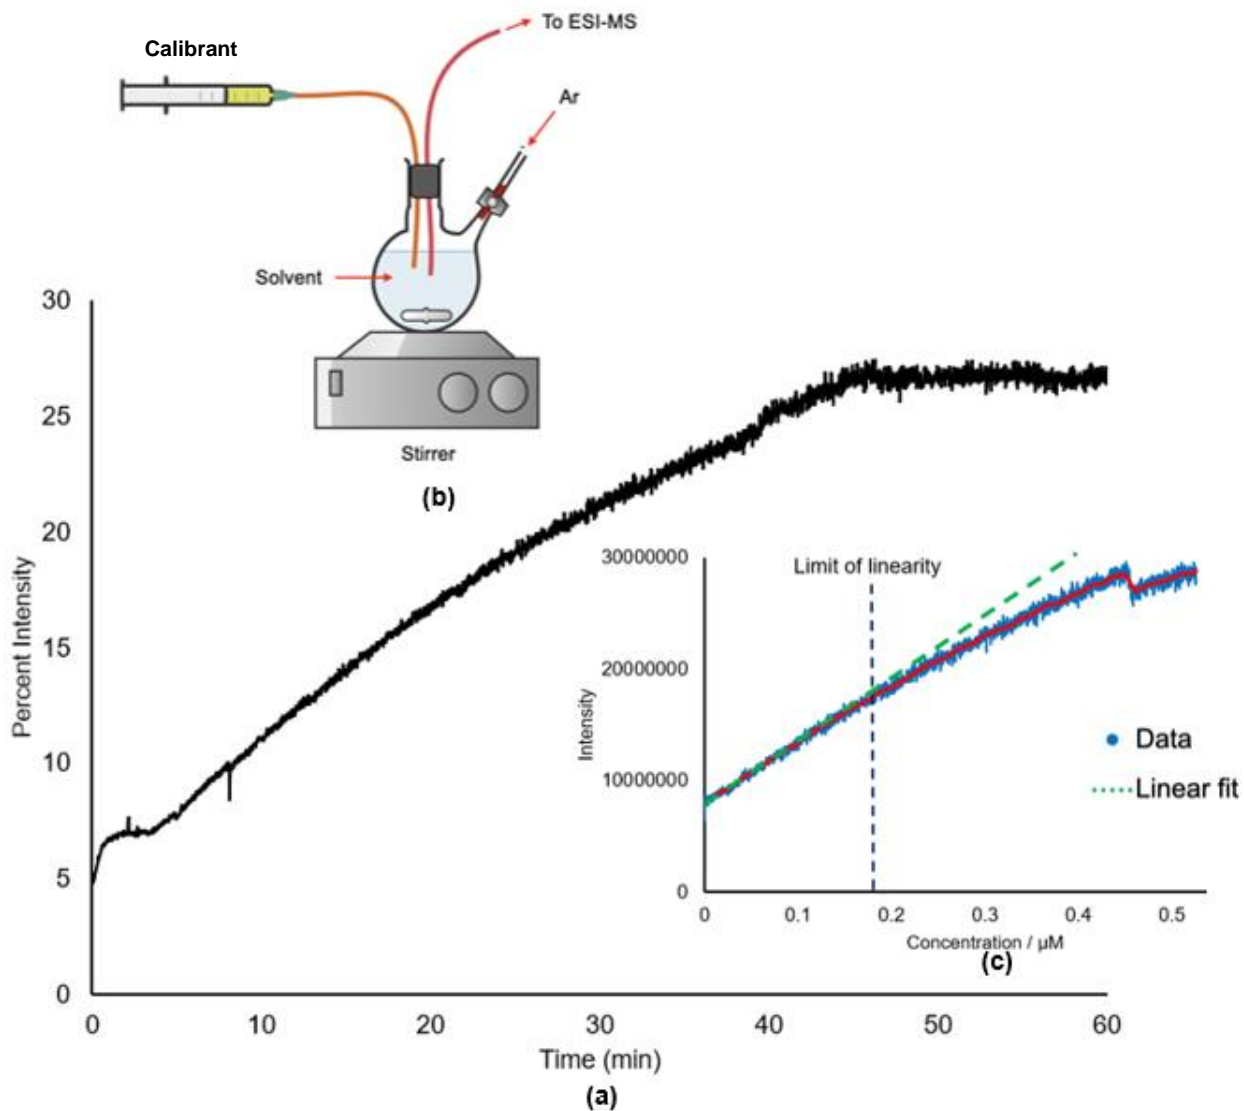 To ESI-MS
Calibrant
Ar
Solvent
Stirrer
(b)
30
25
20
15
10
5
0
Percent Intensity
0 10 20 30 40 50 60
Time (min)
(a)
30000000
20000000
10000000
0
Intensity
Limit of linearity
Data
Linear fit
0 0.1 0.2 0.3 0.4 0.5
Concentration / µM
(c)